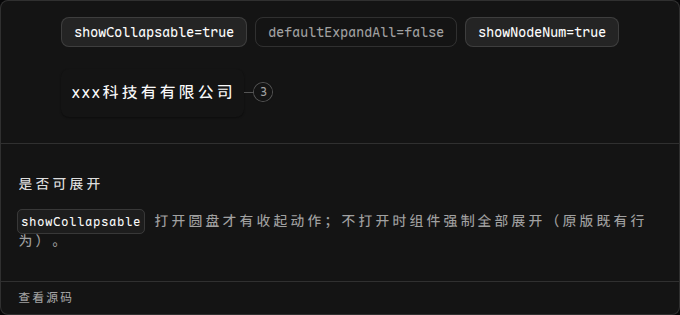 showCollapsable=true defaultExpandAll=false showNodeNum=true
xxx科技有有限公司 3
是否可展开
showCollapsable 打开圆盘才有收起动作；不打开时组件强制全部展开（原版既有行
为）。
查看源码